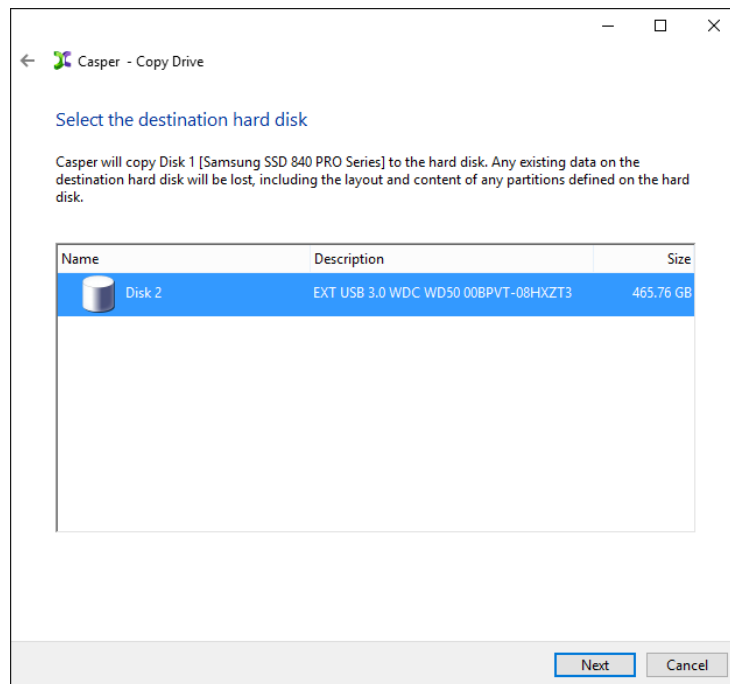 Casper - Copy Drive
Select the destination hard disk
Casper will copy Disk 1 [Samsung SSD 840 PRO Series] to the hard disk. Any existing data on the
destination hard disk will be lost, including the layout and content of any partitions defined on the hard
disk.
Name Description Size
Disk 2 EXT USB 3.0 WDC WD50 00BPVT-08HXZT3 465.76 GB
Next Cancel